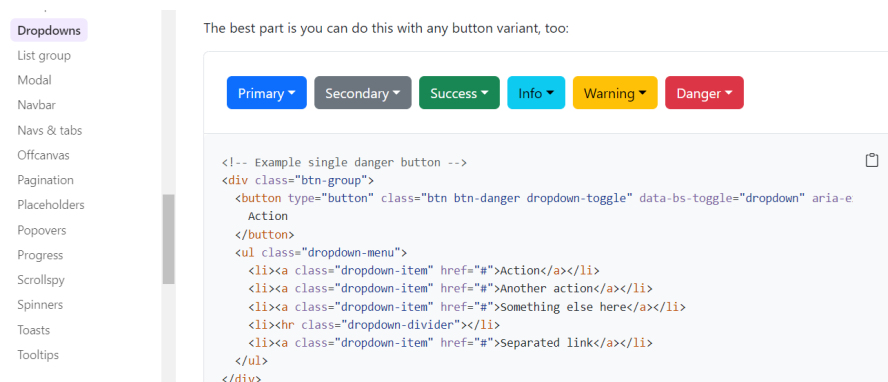 Dropdowns
List group
Modal
Navbar
Navs & tabs
Offcanvas
Pagination
Placeholders
Popovers
Progress
Scrollspy
Spinners
Toasts
Tooltips
The best part is you can do this with any button variant, too:
Primary Secondary Success Info Warning Danger
<!-- Example single danger button -->
<div class="btn-group">
  <button type="button" class="btn btn-danger dropdown-toggle" data-bs-toggle="dropdown" aria-e
    Action
  </button>
  <ul class="dropdown-menu">
    <li><a class="dropdown-item" href="#">Action</a></li>
    <li><a class="dropdown-item" href="#">Another action</a></li>
    <li><a class="dropdown-item" href="#">Something else here</a></li>
    <li><hr class="dropdown-divider"></li>
    <li><a class="dropdown-item" href="#">Separated link</a></li>
  </ul>
</div>